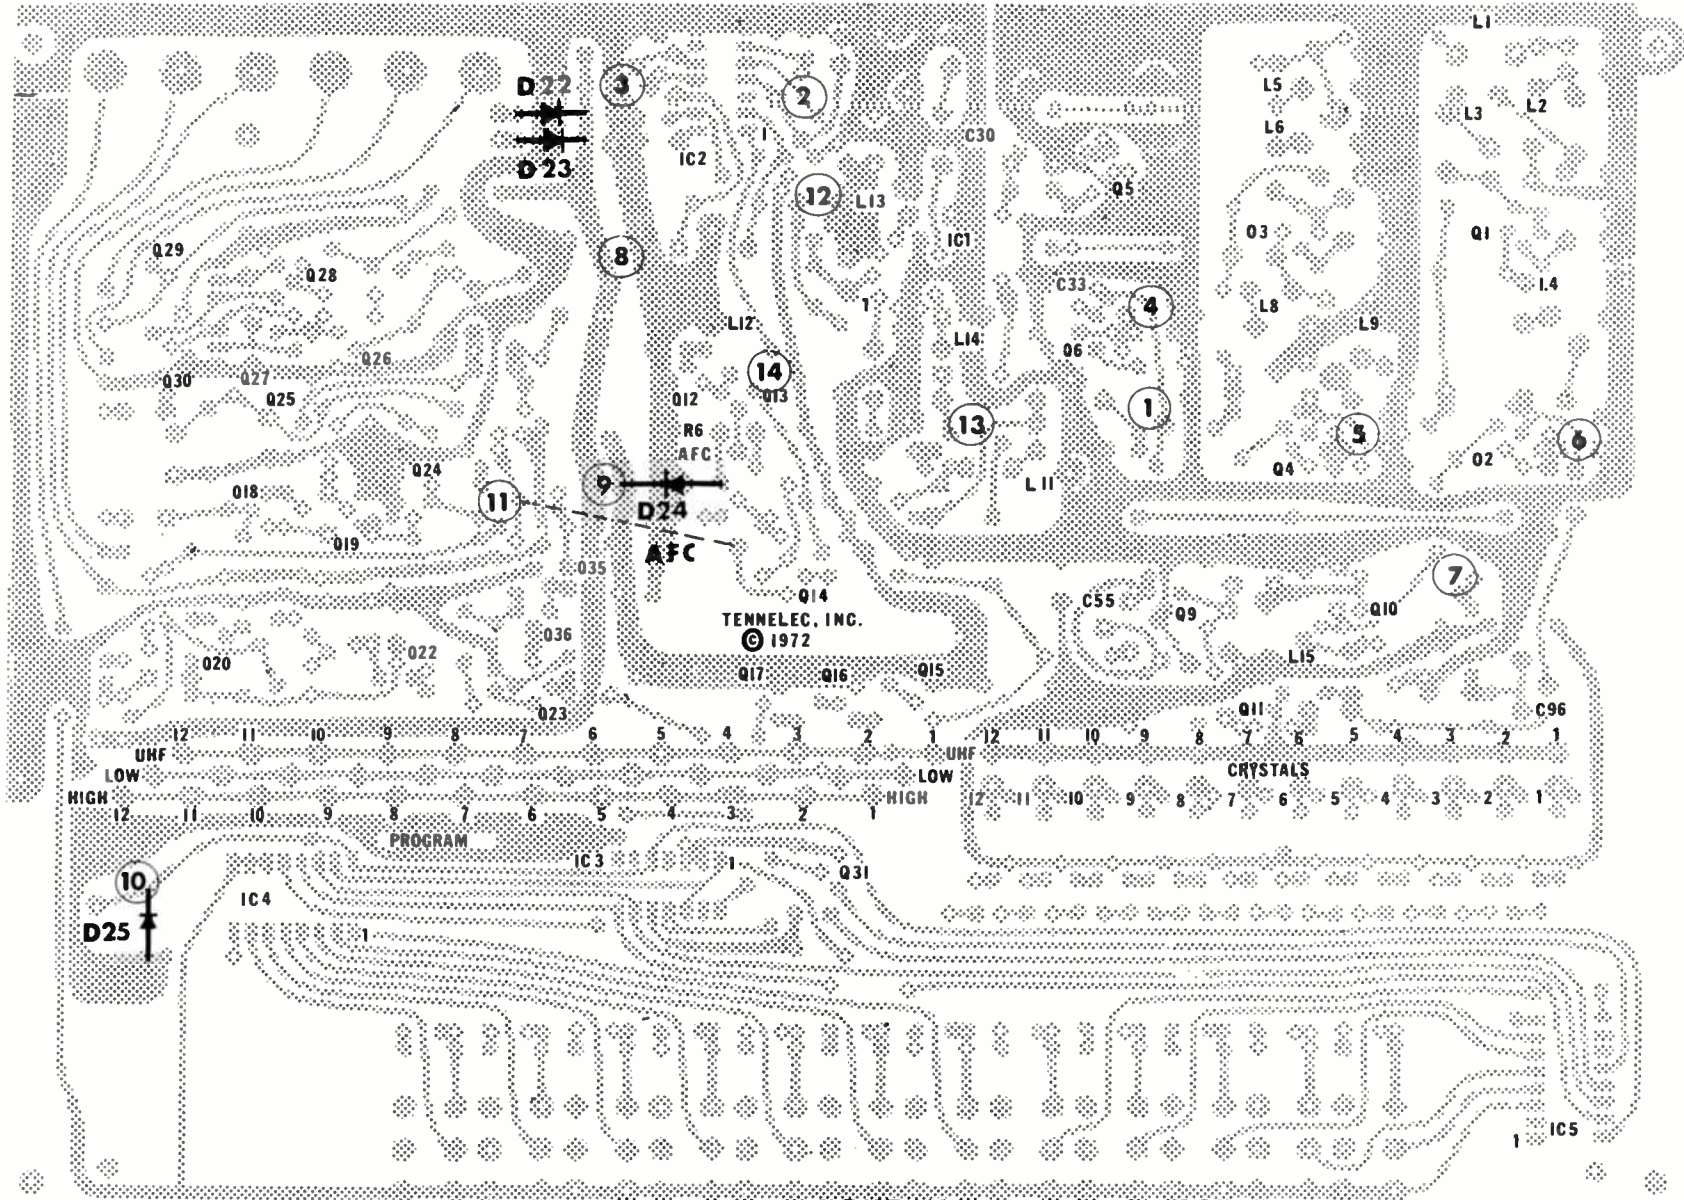 L1
D22
3
2
L5
L3
L2
L6
1
C30
IC2
D23
12
L13
Q5
Q29
8
IC1
Q3
Q1
Q28
C33
L4
1
4
L8
L12
L14
Q6
L9
Q26
14
Q30
Q27
Q25
Q12
Q13
13
1
R6
5
6
AFC
Q24
Q4
Q2
Q18
11
9
L11
D24
Q19
AFC
Q35
7
Q14
C55
Q9
Q10
TENNELEC, INC.
© 1972
Q36
Q20
Q22
L15
Q17
Q16
Q15
Q23
Q11
C96
12 11 10 9 8 7 6 5 4 3 2 1 12 11 10 9 8 7 6 5 4 3 2 1
UHF
UHF
LOW
LOW
CRYSTALS
HIGH
HIGH
12 11 10 9 8 7 6 5 4 3 2 1 12 11 10 9 8 7 6 5 4 3 2 1
PROGRAM
IC3
1
Q31
10
IC4
D25
1
IC5
1